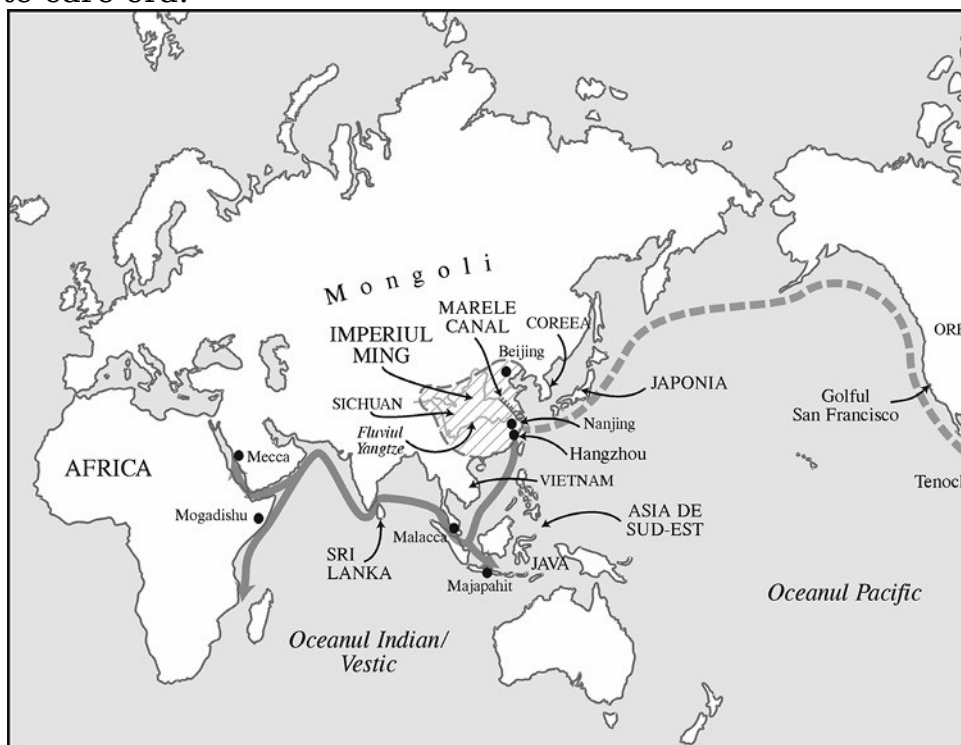 Mongoli
MARELE
CANAL
COREEA
IMPERIUL
MING
Beijing
JAPONIA
SICHUAN
Golful
San Francisco
Nanjing
Fluviul
Yangtze
Hangzhou
AFRICA
Mecca
VIETNAM
Mogadishu
ASIA DE
SUD-EST
Malacca
SRI
LANKA
JAVA
Majapahit
Oceanul Pacific
Oceanul Indian/
Vestic